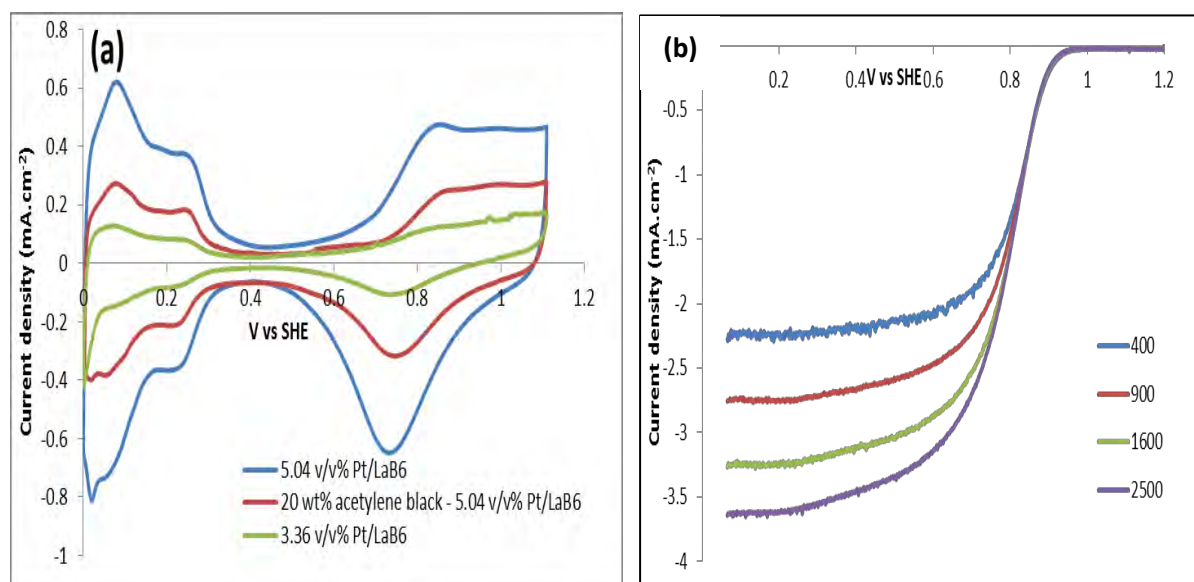 (a)
0.8
0.6
0.4
0.2
0
-0.2
-0.4
-0.6
-0.8
-1
Current density (mA.cm⁻²)
0 0.2 0.4 0.6 0.8 1 1.2
V vs SHE
5.04 v/v% Pt/LaB6
20 wt% acetylene black - 5.04 v/v% Pt/LaB6
3.36 v/v% Pt/LaB6
(b)
0.2 0.4 0.6 0.8 1 1.2
V vs SHE
-0.5
-1
-1.5
-2
-2.5
-3
-3.5
-4
Current density (mA.cm⁻²)
400
900
1600
2500